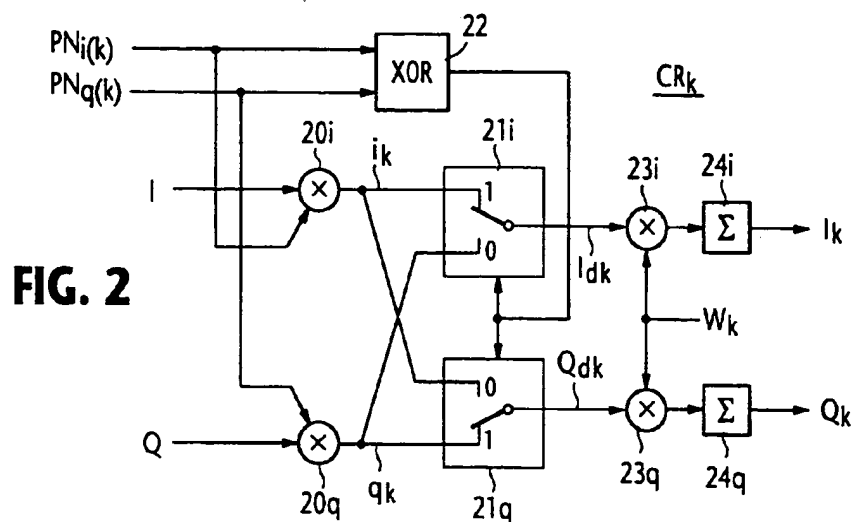 PNi(k)
PNq(k)
22
XOR
CRk
20i
ik
21i
23i
24i
I
×
1
0
Idk
×
Σ
Ik
FIG. 2
Wk
Q
×
0
1
Qdk
×
Σ
Qk
20q
qk
21q
23q
24q